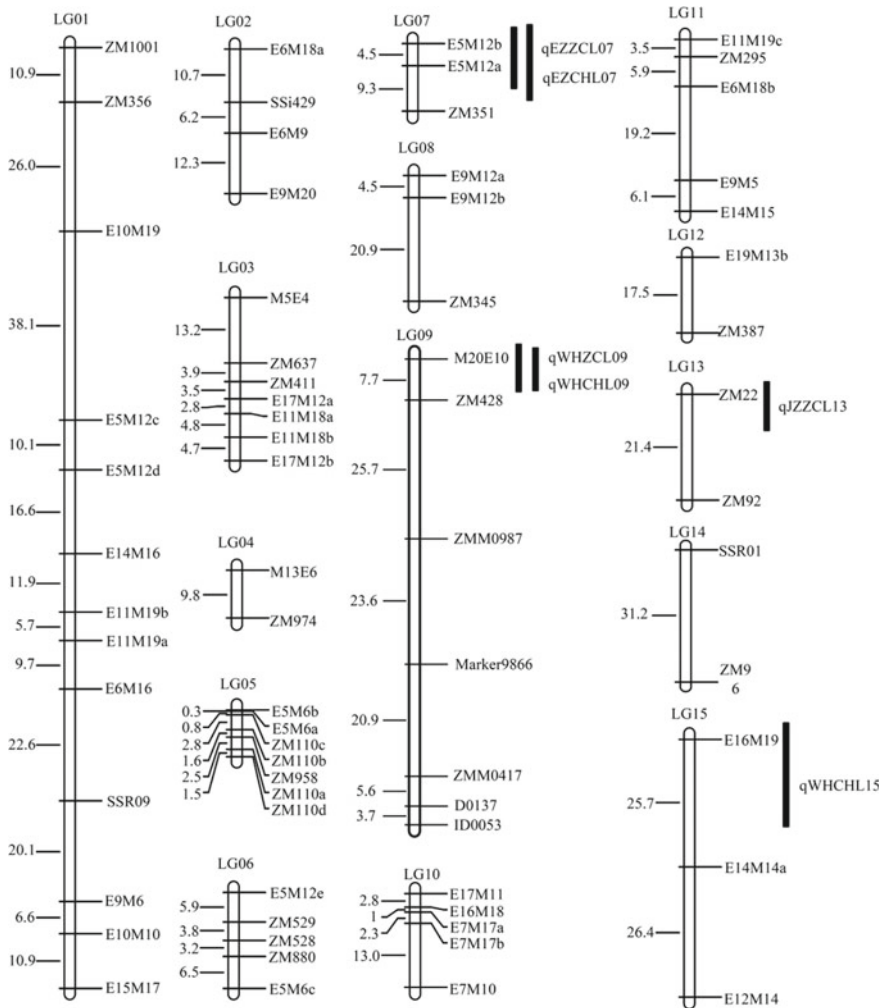 LG01
ZM1001
10.9
ZM356
26.0
E10M19
38.1
E5M12c
10.1
E5M12d
16.6
E14M16
11.9
E11M19b
5.7
E11M19a
9.7
E6M16
22.6
SSR09
20.1
E9M6
6.6
E10M10
10.9
E15M17
LG02
E6M18a
10.7
SSi429
6.2
E6M9
12.3
E9M20
LG03
M5E4
13.2
ZM637
3.9
ZM411
3.5
E17M12a
2.8
E11M18a
4.8
E11M18b
4.7
E17M12b
LG04
M13E6
9.8
ZM974
LG05
E5M6b
0.3
E5M6a
0.8
ZM110c
2.8
ZM110b
1.6
ZM958
2.5
ZM110a
1.5
ZM110d
LG06
E5M12e
5.9
ZM529
3.8
ZM528
3.2
ZM880
6.5
E5M6c
LG07
E5M12b
qEZZCL07
4.5
E5M12a
qEZCHL07
9.3
ZM351
LG08
E9M12a
4.5
E9M12b
20.9
ZM345
LG09
M20E10
qWHZCL09
7.7
qWHCHL09
ZM428
25.7
ZMM0987
23.6
Marker9866
20.9
ZMM0417
5.6
D0137
3.7
ID0053
LG10
E17M11
2.8
E16M18
1
E7M17a
2.3
E7M17b
13.0
E7M10
LG11
E11M19c
3.5
ZM295
5.9
E6M18b
19.2
E9M5
6.1
E14M15
LG12
E19M13b
17.5
ZM387
LG13
ZM22
qJZZCL13
21.4
ZM92
LG14
SSR01
31.2
ZM9
6
LG15
E16M19
qWHCHL15
25.7
E14M14a
26.4
E12M14